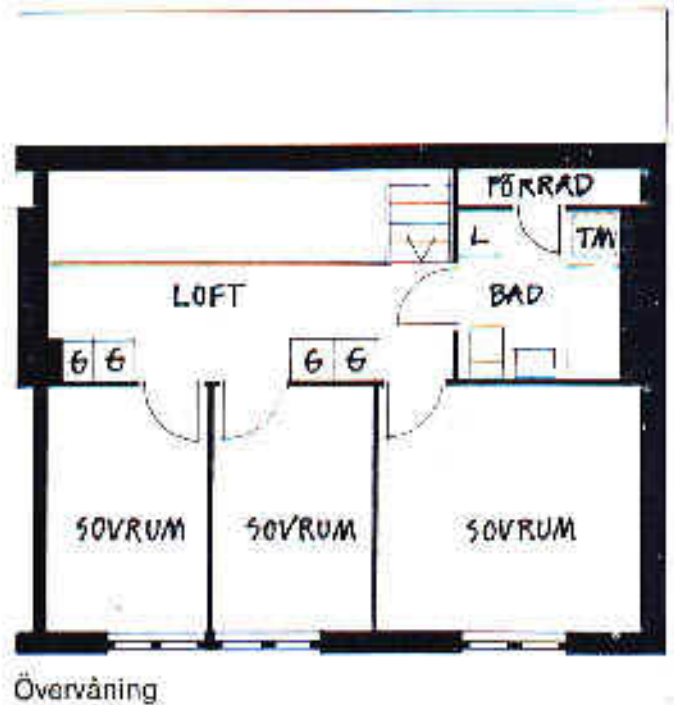 FÖRRÅD
L TM
LOFT BAD
G G G G
SOVRUM SOVRUM SOVRUM
Övervåning